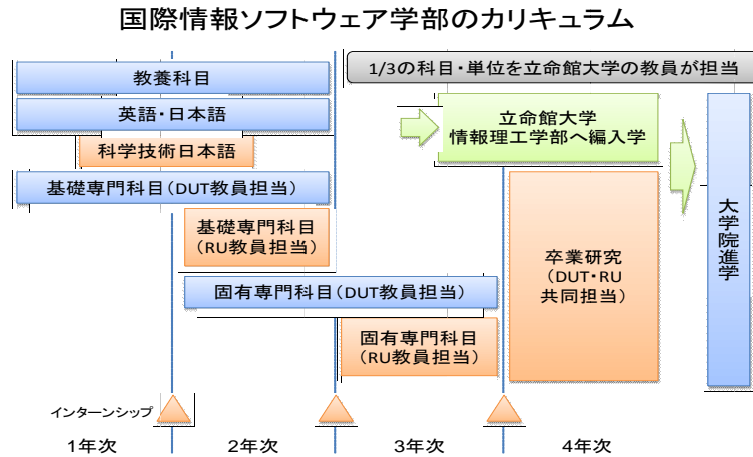 国際情報ソフトウェア学部のカリキュラム
1/3の科目・単位を立命館大学の教員が担当
教養科目
英語・日本語
科学技術日本語
基礎専門科目(DUT教員担当)
基礎専門科目
(RU教員担当)
固有専門科目(DUT教員担当)
固有専門科目
(RU教員担当)
立命館大学
情報理工学部へ編入学
卒業研究
(DUT・RU
共同担当)
大学院進学
インターンシップ
1年次
2年次
3年次
4年次